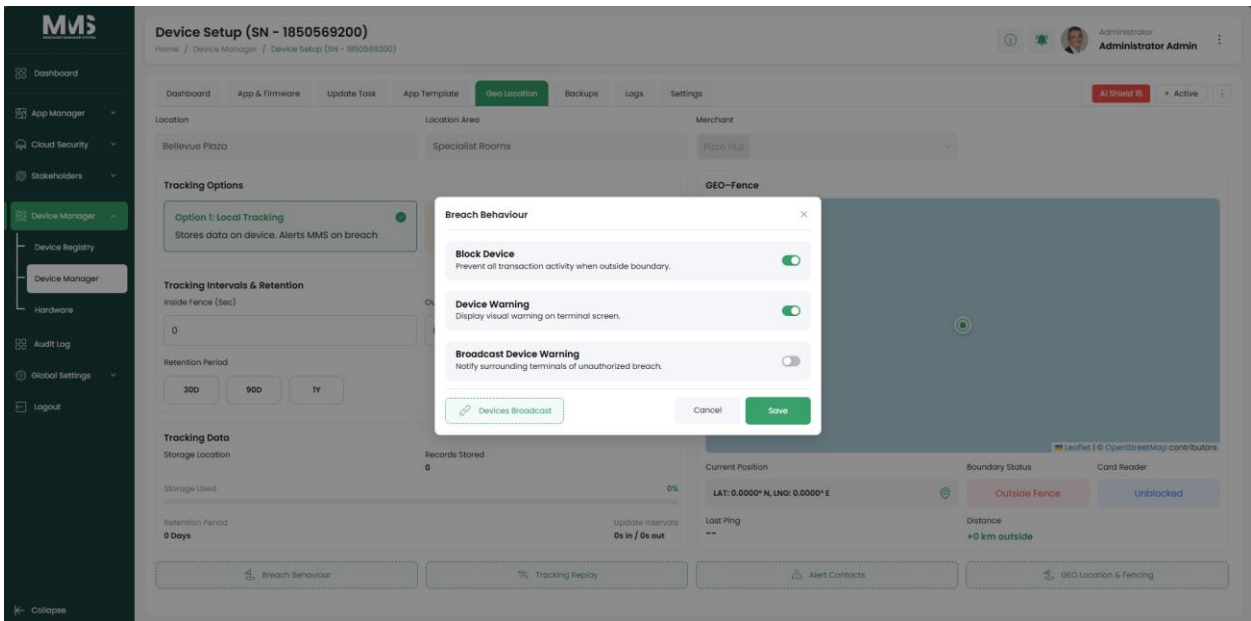 MMS
Device Setup (SN - 1850569200)
Home / Device Manager / Device Setup (SN - 1850569200)
Administrator
Administrator Admin
Dashboard
App Manager
Cloud Security
Stakeholders
Device Manager
Device Registry
Device Manager
Hardware
Audit Log
Global Settings
Logout
Collapse
Dashboard App & Firmware Update Task App Template Geo Location Backups Logs Settings
AI Shield 15 Active
Location Location Area Merchant
Bellevue Plaza Specialist Rooms Pizza Hut
Tracking Options
Option 1: Local Tracking
Stores data on device. Alerts MMS on breach
Tracking Intervals & Retention
Inside Fence (Sec)
0
Retention Period
30D 90D 1Y
Tracking Data
Storage Location Records Stored
0
Storage Used 0%
Retention Period Update Intervals
0 Days 0s in / 0s out
GEO-Fence
Leaflet | © OpenStreetMap contributors
Current Position Boundary Status Card Reader
LAT: 0.0000° N, LNG: 0.0000° E Outside Fence Unblocked
Last Ping Distance
-- +0 km outside
Breach Behaviour Tracking Replay Alert Contacts GEO Location & Fencing
Breach Behaviour
Block Device
Prevent all transaction activity when outside boundary.
Device Warning
Display visual warning on terminal screen.
Broadcast Device Warning
Notify surrounding terminals of unauthorized breach.
Devices Broadcast Cancel Save